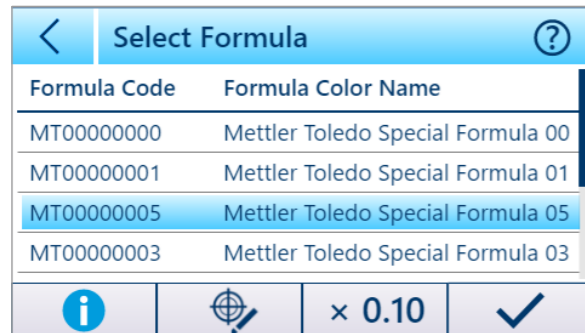 Select Formula ?
Formula Code Formula Color Name
MT00000000 Mettler Toledo Special Formula 00
MT00000001 Mettler Toledo Special Formula 01
MT00000005 Mettler Toledo Special Formula 05
MT00000003 Mettler Toledo Special Formula 03
i × 0.10